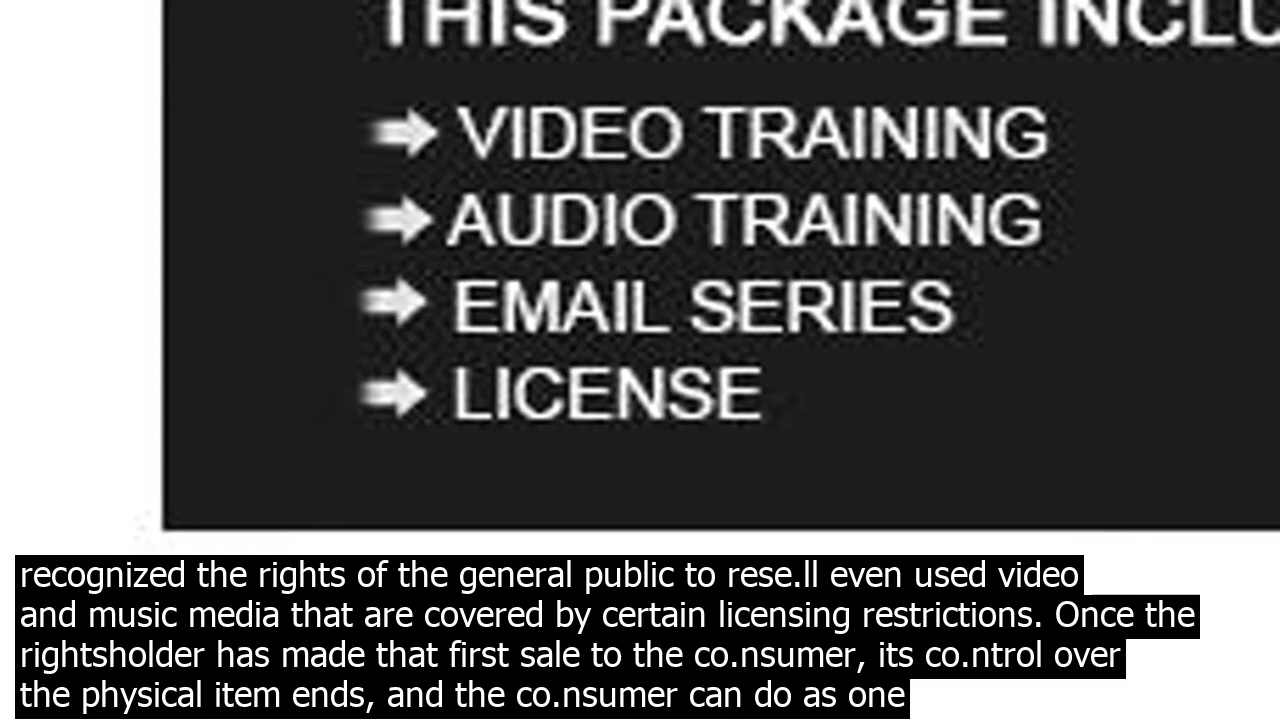 THIS PACKAGE INCLU
VIDEO TRAINING
AUDIO TRAINING
EMAIL SERIES
LICENSE
recognized the rights of the general public to rese.ll even used video
and music media that are covered by certain licensing restrictions. Once the
rightsholder has made that first sale to the co.nsumer, its co.ntrol over
the physical item ends, and the co.nsumer can do as one